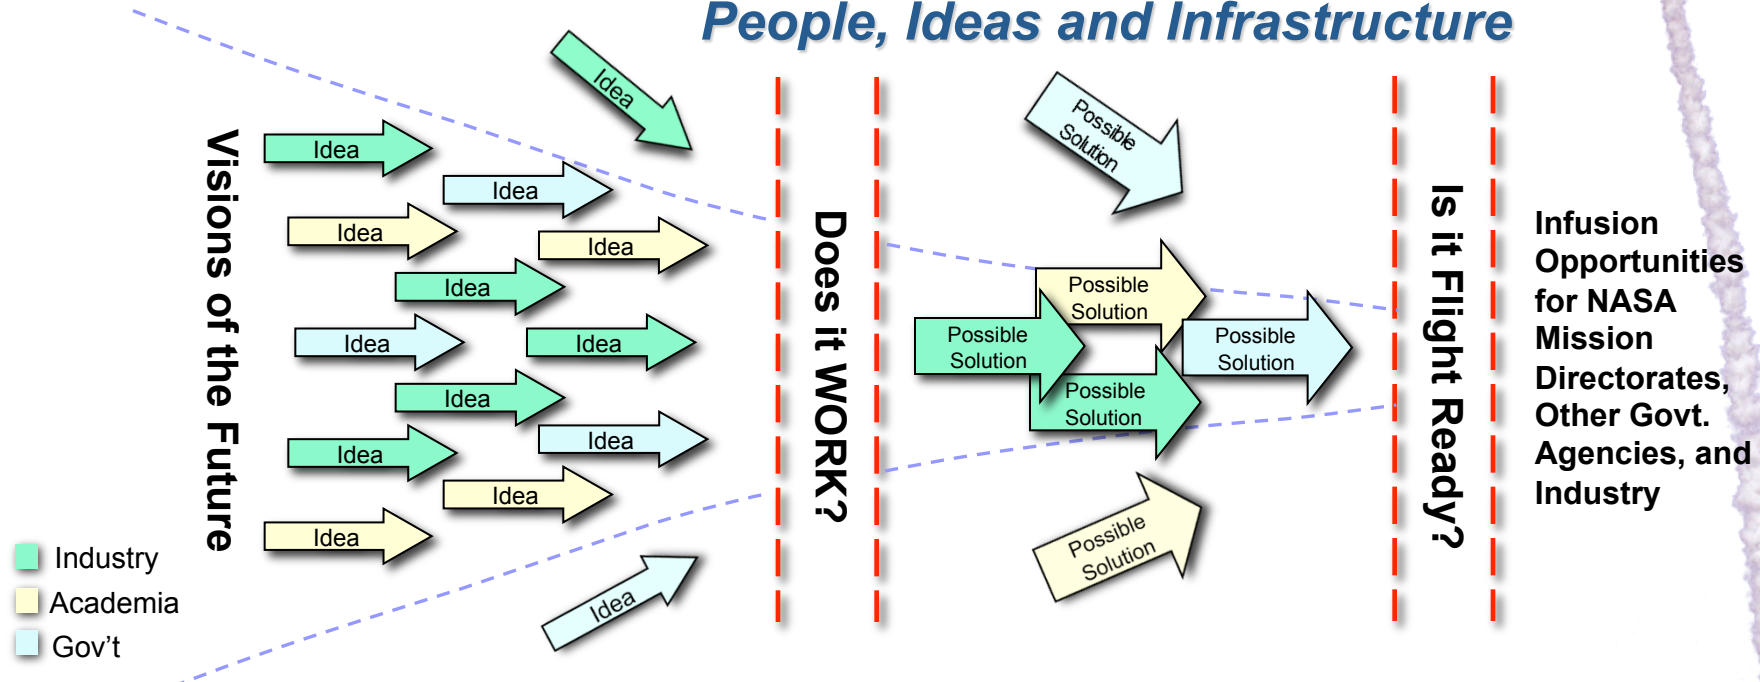 People, Ideas and Infrastructure
Visions of the Future
Idea
Idea
Idea
Idea
Idea
Idea
Idea
Idea
Idea
Idea
Idea
Idea
Idea
Idea
Does it WORK?
Possible
Solution
Possible
Solution
Possible
Solution
Possible
Solution
Possible
Solution
Possible
Solution
Is it Flight Ready?
Infusion
Opportunities
for NASA
Mission
Directorates,
Other Govt.
Agencies, and
Industry
Industry
Academia
Gov't